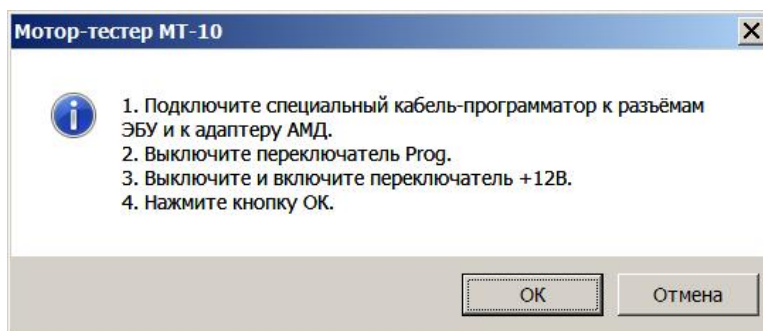 Мотор-тестер МТ-10
1. Подключите специальный кабель-программатор к разъёмам
ЭБУ и к адаптеру АМД.
2. Выключите переключатель Prog.
3. Выключите и включите переключатель +12В.
4. Нажмите кнопку ОК.
ОК
Отмена